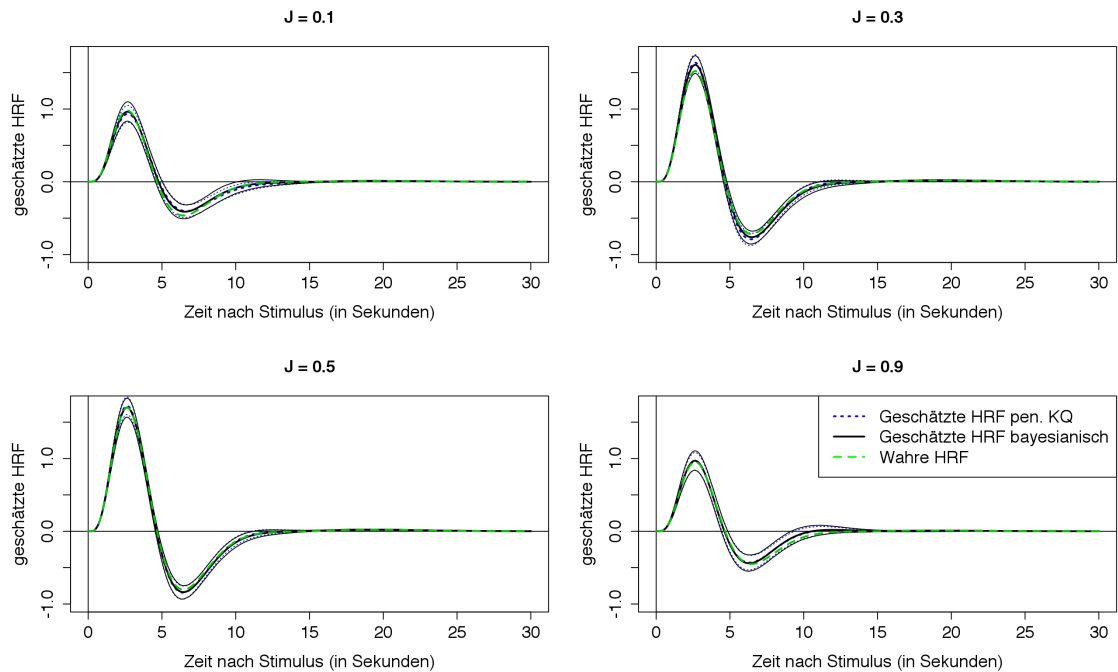 J = 0.1
geschätzte HRF
1.0
0.0
-1.0
0 5 10 15 20 25 30
Zeit nach Stimulus (in Sekunden)
J = 0.3
geschätzte HRF
1.0
0.0
-1.0
0 5 10 15 20 25 30
Zeit nach Stimulus (in Sekunden)
J = 0.5
geschätzte HRF
1.0
0.0
-1.0
0 5 10 15 20 25 30
Zeit nach Stimulus (in Sekunden)
J = 0.9
geschätzte HRF
1.0
0.0
-1.0
Geschätzte HRF pen. KQ
Geschätzte HRF bayesianisch
Wahre HRF
0 5 10 15 20 25 30
Zeit nach Stimulus (in Sekunden)